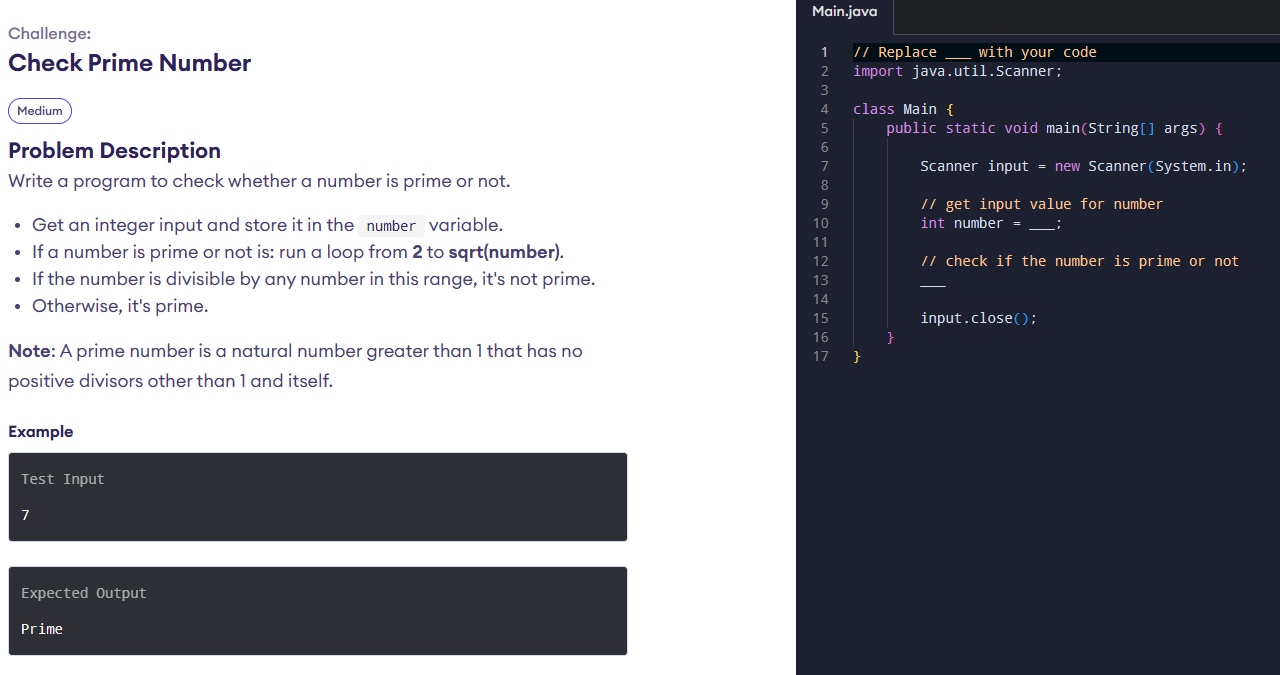 Challenge:
Check Prime Number
Medium
Problem Description
Write a program to check whether a number is prime or not.
• Get an integer input and store it in the number variable.
• If a number is prime or not is: run a loop from 2 to sqrt(number).
• If the number is divisible by any number in this range, it's not prime.
• Otherwise, it's prime.
Note: A prime number is a natural number greater than 1 that has no
positive divisors other than 1 and itself.
Example
Test Input
7
Expected Output
Prime
Main.java
1 // Replace ___ with your code
2 import java.util.Scanner;
3
4 class Main {
5     public static void main(String[] args) {
6
7         Scanner input = new Scanner(System.in);
8
9         // get input value for number
10         int number = ___;
11
12         // check if the number is prime or not
13         ___
14
15         input.close();
16     }
17 }